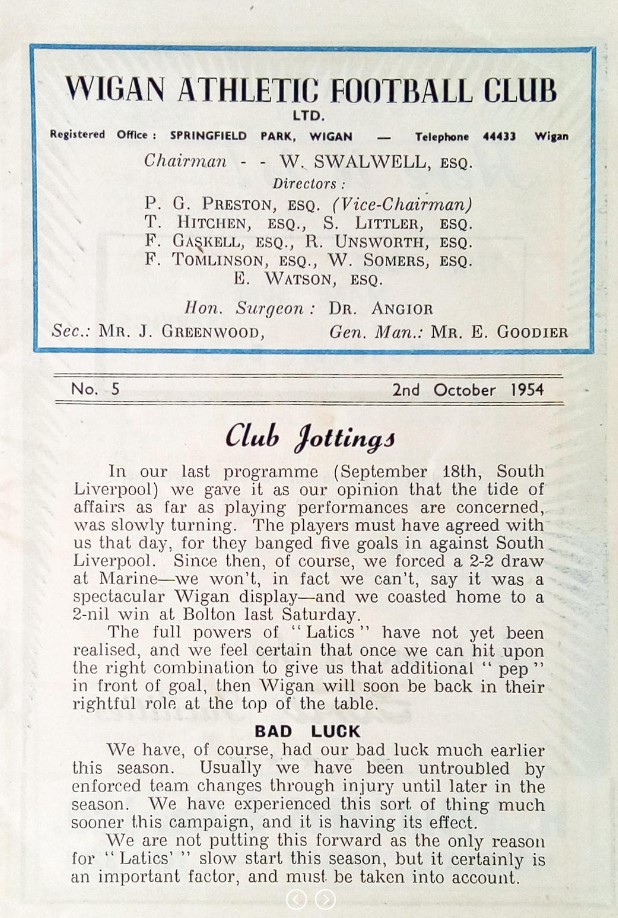 WIGAN ATHLETIC FOOTBALL CLUB
LTD.
Registered Office : SPRINGFIELD PARK, WIGAN — Telephone 44433 Wigan
Chairman - - W. SWALWELL, ESQ.
Directors :
P. G. PRESTON, ESQ. (Vice-Chairman)
T. HITCHEN, ESQ., S. LITTLER, ESQ.
F. GASKELL, ESQ., R. UNSWORTH, ESQ.
F. TOMLINSON, ESQ., W. SOMERS, ESQ.
E. WATSON, ESQ.
Hon. Surgeon : DR. ANGIOR
Sec.: MR. J. GREENWOOD, Gen. Man.: MR. E. GOODIER
No. 5 2nd October 1954
Club Jottings
In our last programme (September 18th, South
Liverpool) we gave it as our opinion that the tide of
affairs as far as playing performances are concerned,
was slowly turning. The players must have agreed with
us that day, for they banged five goals in against South
Liverpool. Since then, of course, we forced a 2-2 draw
at Marine—we won't, in fact we can't, say it was a
spectacular Wigan display—and we coasted home to a
2-nil win at Bolton last Saturday.
The full powers of "Latics" have not yet been
realised, and we feel certain that once we can hit upon
the right combination to give us that additional "pep"
in front of goal, then Wigan will soon be back in their
rightful role at the top of the table.
BAD LUCK
We have, of course, had our bad luck much earlier
this season. Usually we have been untroubled by
enforced team changes through injury until later in the
season. We have experienced this sort of thing much
sooner this campaign, and it is having its effect.
We are not putting this forward as the only reason
for "Latics'" slow start this season, but it certainly is
an important factor, and must be taken into account.